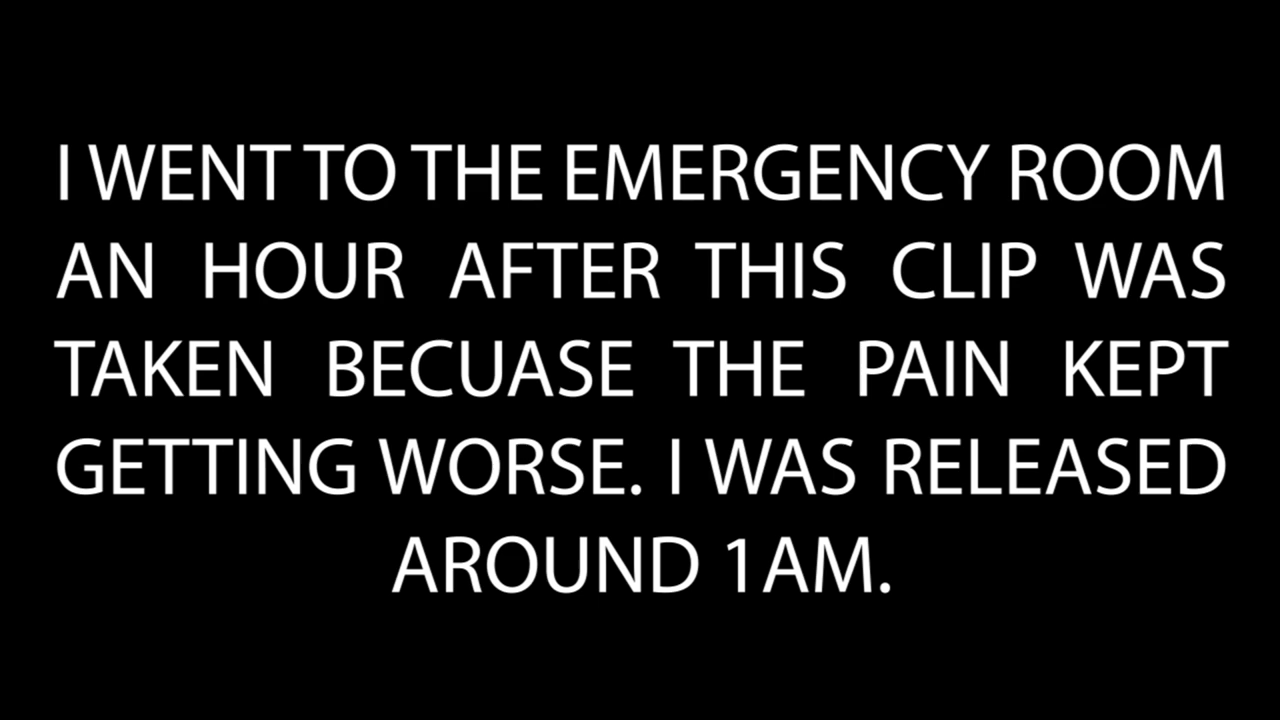 I WENT TO THE EMERGENCY ROOM
AN HOUR AFTER THIS CLIP WAS
TAKEN BECUASE THE PAIN KEPT
GETTING WORSE. I WAS RELEASED
AROUND 1AM.